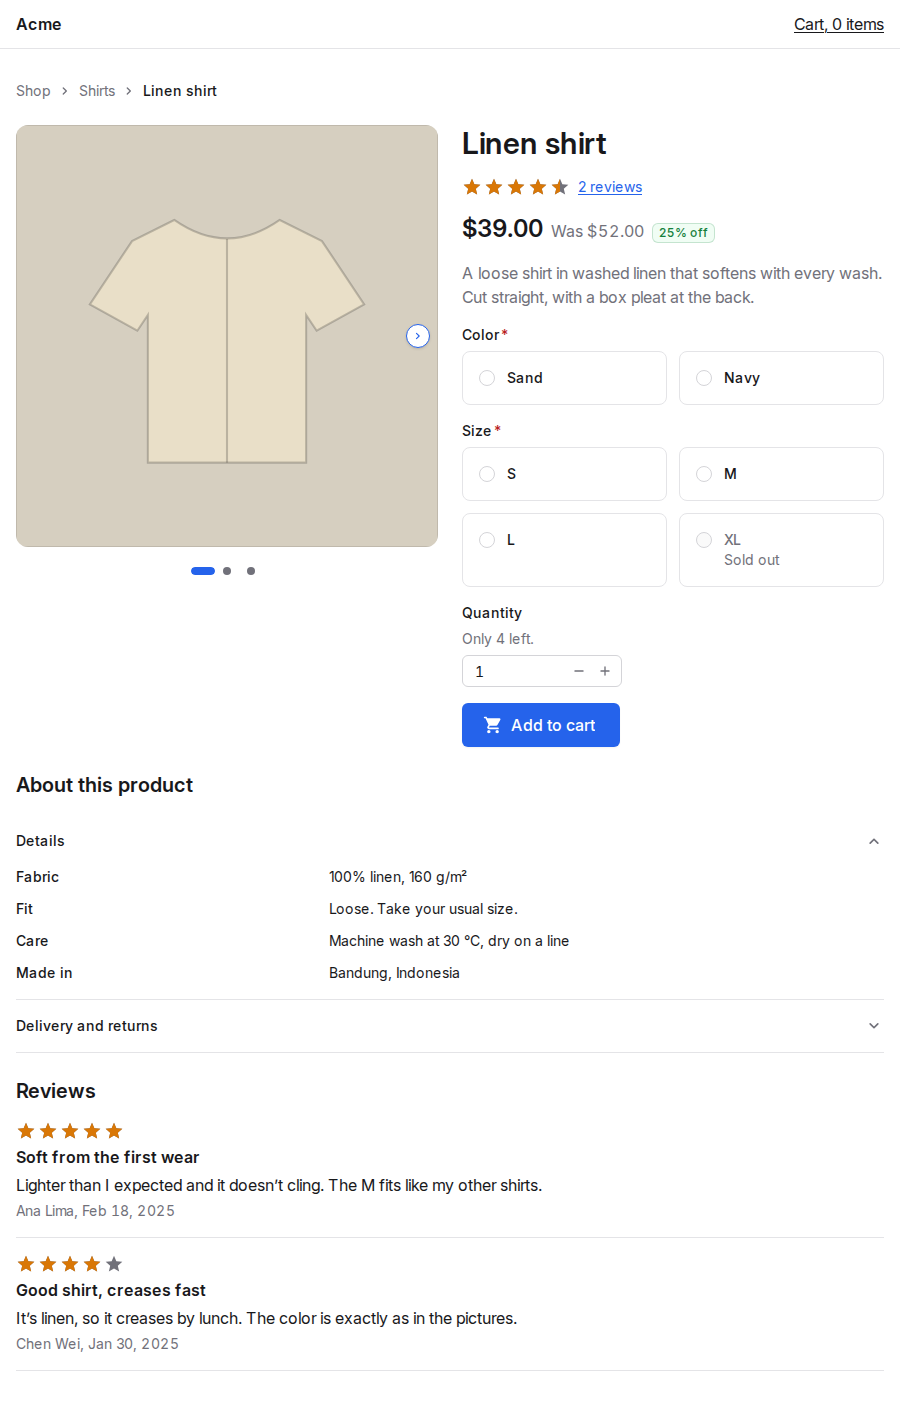 Acme
Cart, 0 items
Shop
Shirts
Linen shirt
Linen shirt
2 reviews
$39.00 Was $52.00 25% off
A loose shirt in washed linen that softens with every wash.
Cut straight, with a box pleat at the back.
Color*
Sand
Navy
Size*
S
M
L
XL
Sold out
Quantity
Only 4 left.
1
Add to cart
About this product
Details
Fabric
100% linen, 160 g/m²
Fit
Loose. Take your usual size.
Care
Machine wash at 30 °C, dry on a line
Made in
Bandung, Indonesia
Delivery and returns
Reviews
Soft from the first wear
Lighter than I expected and it doesn’t cling. The M fits like my other shirts.
Ana Lima, Feb 18, 2025
Good shirt, creases fast
It’s linen, so it creases by lunch. The color is exactly as in the pictures.
Chen Wei, Jan 30, 2025